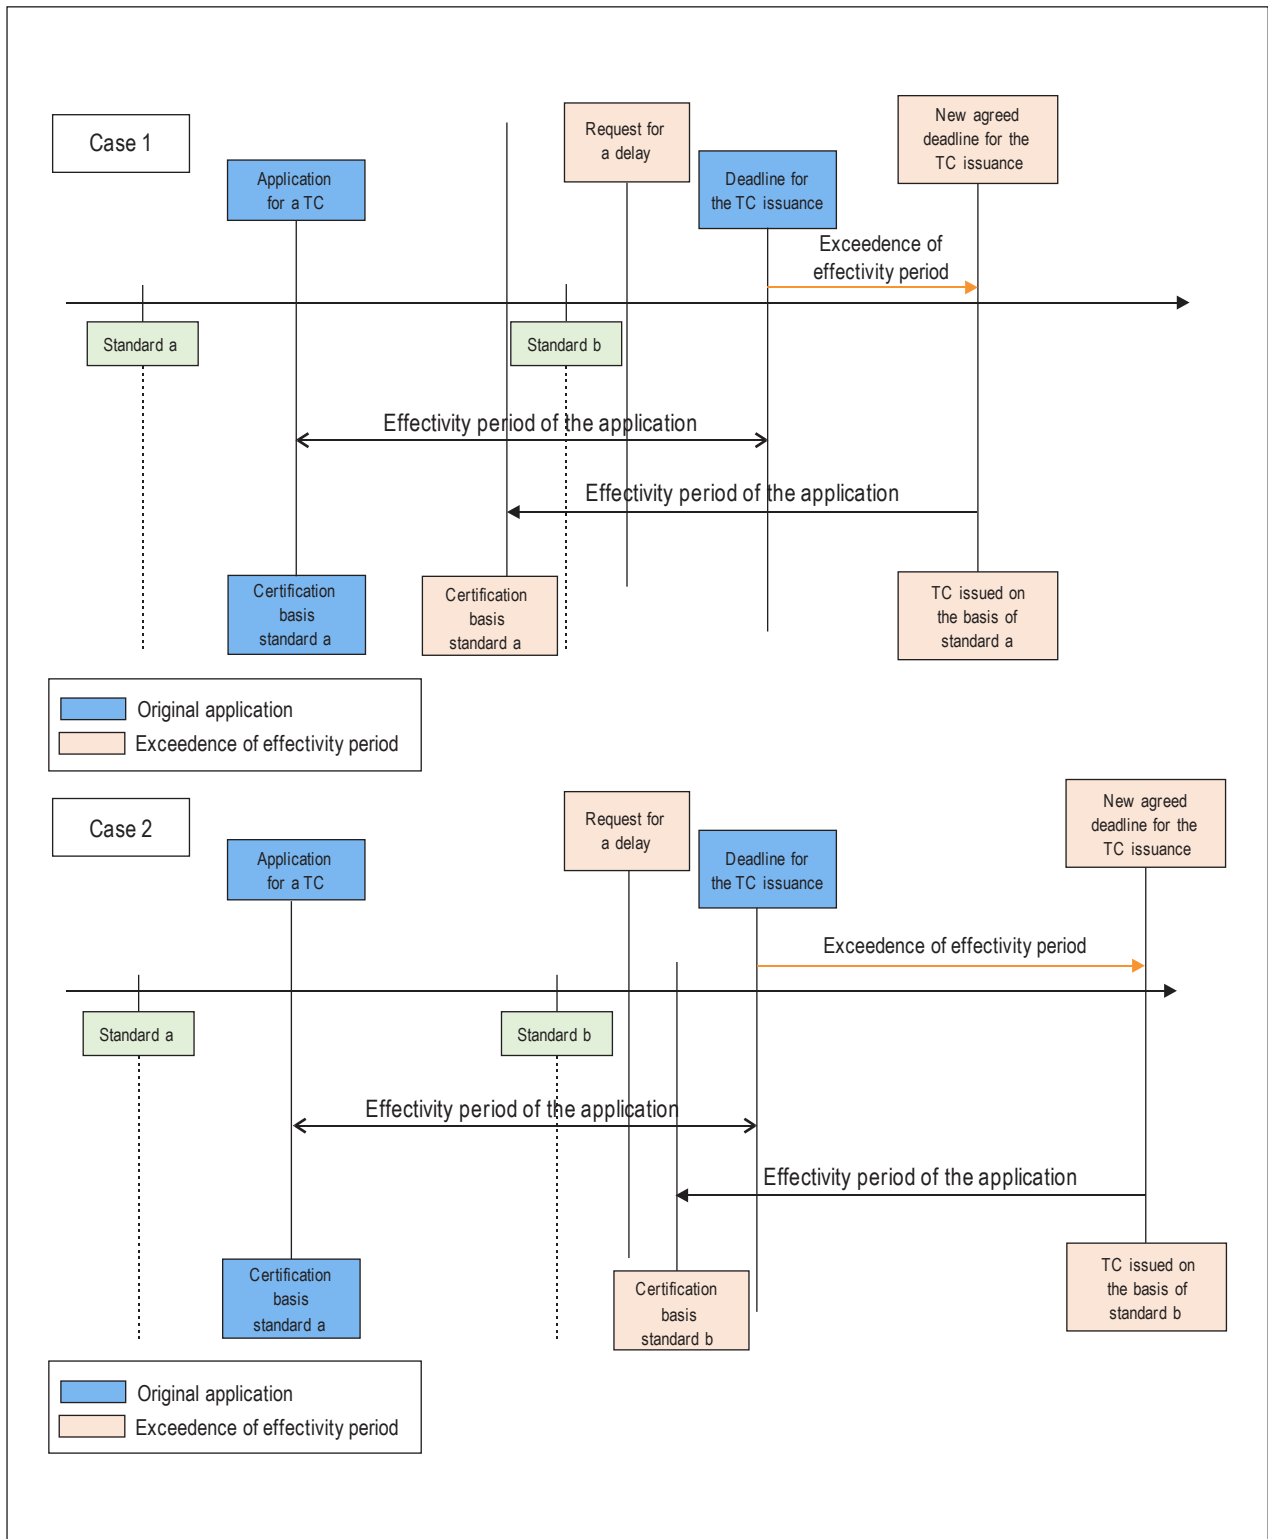 Case 1
Application
for a TC
Request for
a delay
Deadline for
the TC issuance
New agreed
deadline for the
TC issuance
Exceedence of
effectivity period
Standard a
Standard b
Effectivity period of the application
Effectivity period of the application
Certification
basis
standard a
Certification
basis
standard a
TC issued on
the basis of
standard a
Original application
Exceedence of effectivity period
Case 2
Application
for a TC
Request for
a delay
Deadline for
the TC issuance
New agreed
deadline for the
TC issuance
Exceedence of effectivity period
Standard a
Standard b
Effectivity period of the application
Effectivity period of the application
Certification
basis
standard a
Certification
basis
standard b
TC issued on
the basis of
standard b
Original application
Exceedence of effectivity period